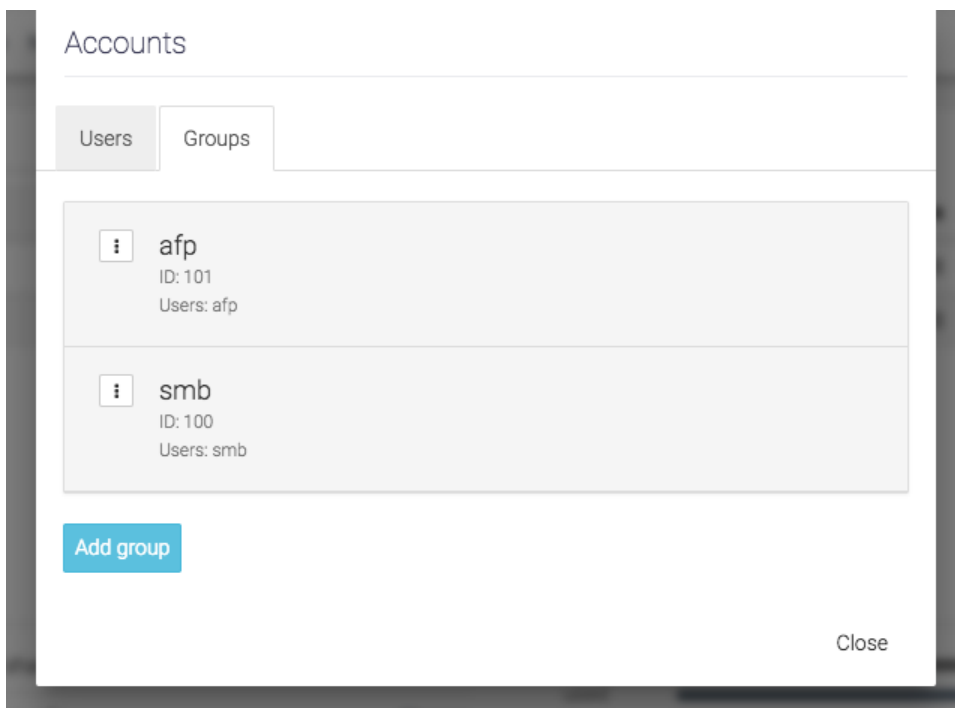 Accounts
Users
Groups
afp
ID: 101
Users: afp
smb
ID: 100
Users: smb
Add group
Close